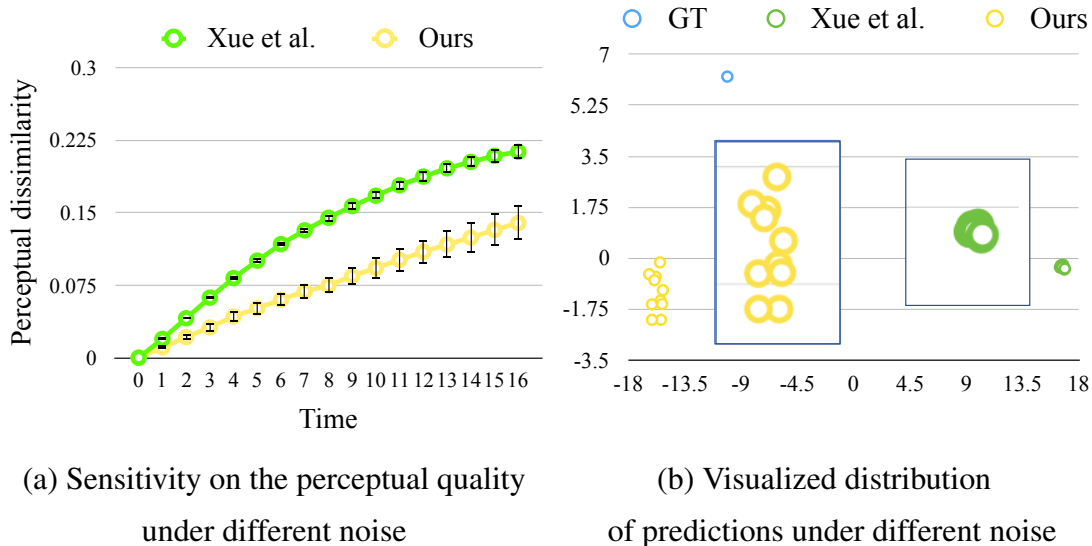 Xue et al. Ours
Perceptual dissimilarity
0.3
0.225
0.15
0.075
0
0 1 2 3 4 5 6 7 8 9 10 11 12 13 14 15 16
Time
(a) Sensitivity on the perceptual quality
under different noise
GT Xue et al. Ours
7
5.25
3.5
1.75
0
-1.75
-3.5
-18 -13.5 -9 -4.5 0 4.5 9 13.5 18
(b) Visualized distribution
of predictions under different noise